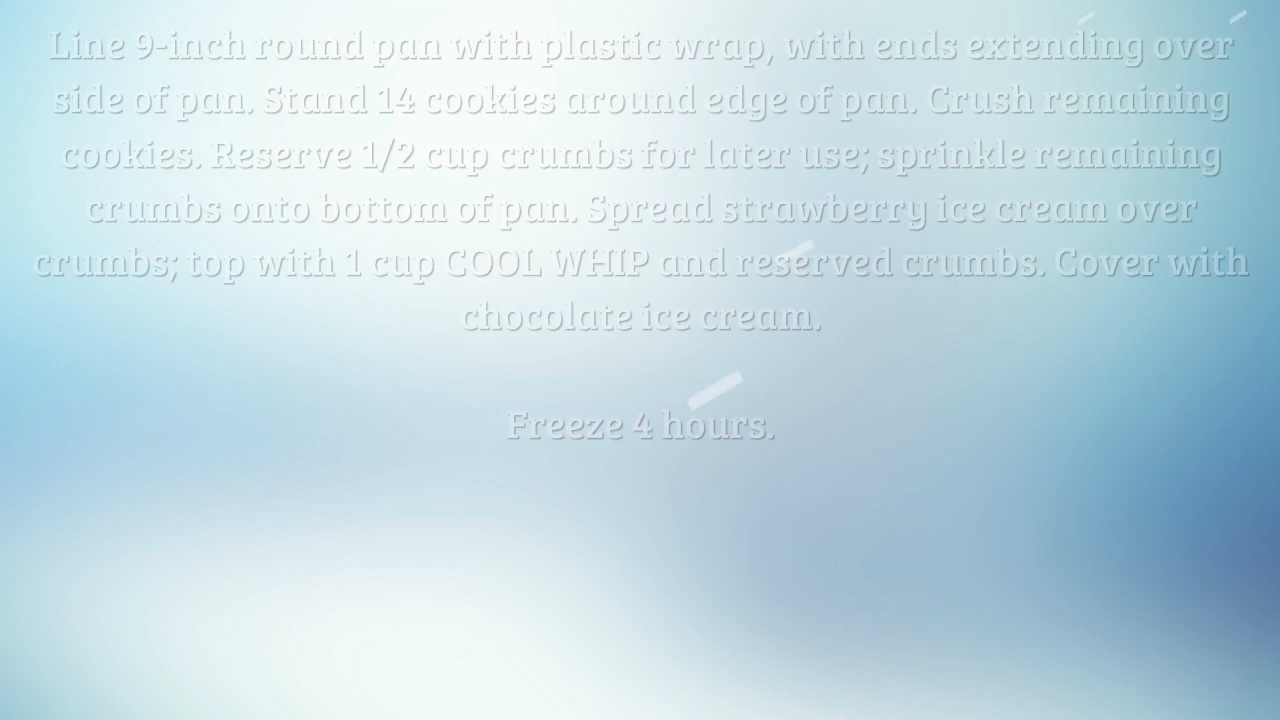 Line 9-inch round pan with plastic wrap, with ends extending over
side of pan. Stand 14 cookies around edge of pan. Crush remaining
cookies. Reserve 1/2 cup crumbs for later use; sprinkle remaining
crumbs onto bottom of pan. Spread strawberry ice cream over
crumbs; top with 1 cup COOL WHIP and reserved crumbs. Cover with
chocolate ice cream.
Freeze 4 hours.